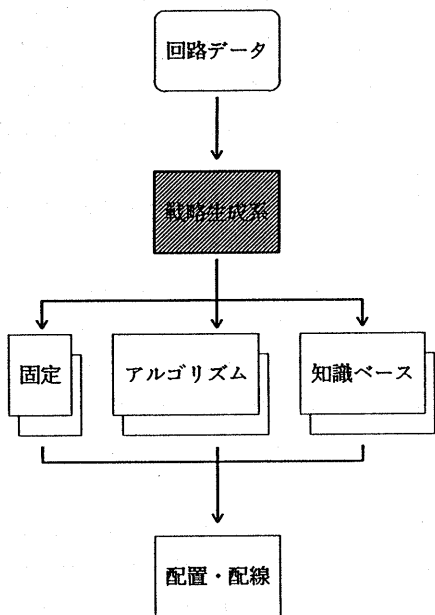 回路データ
戦略生成系
固定
アルゴリズム
知識ベース
配置・配線